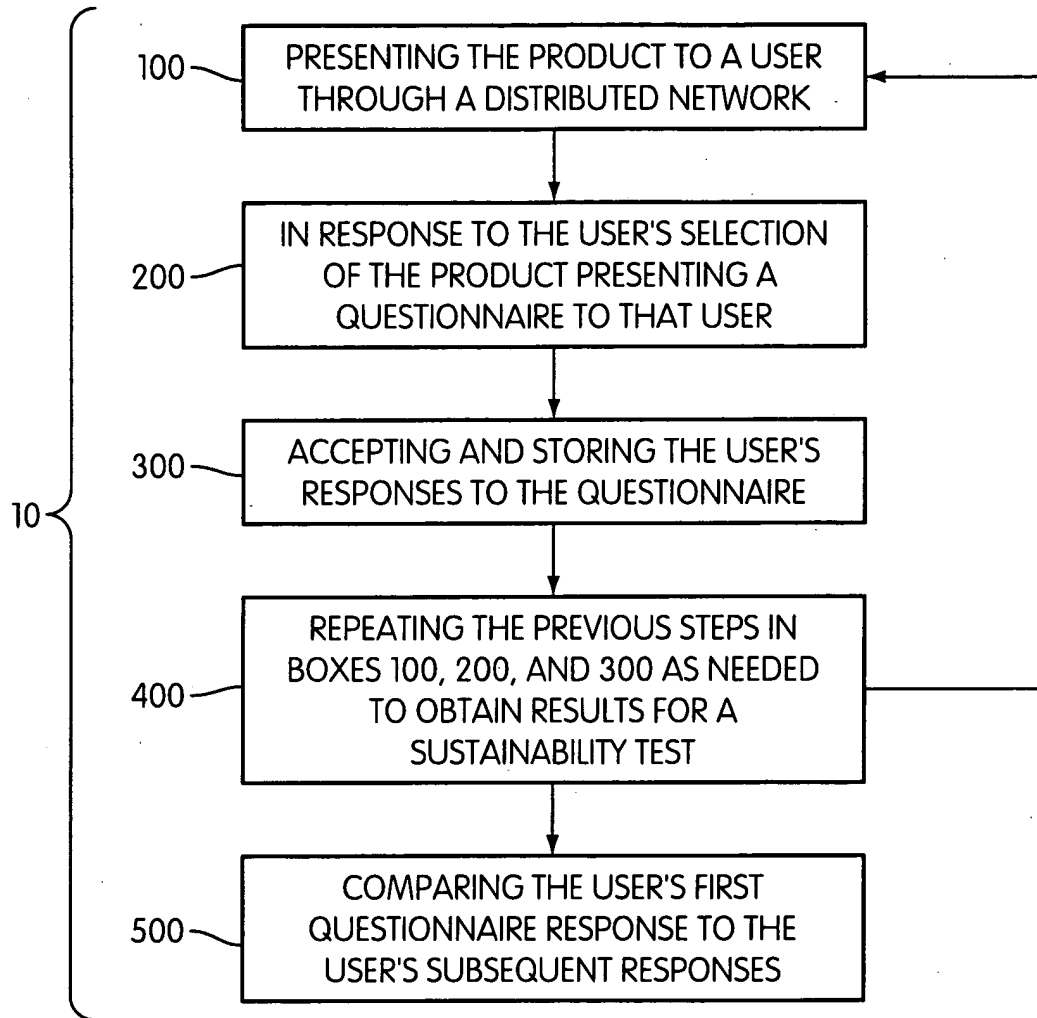 100
PRESENTING THE PRODUCT TO A USER
THROUGH A DISTRIBUTED NETWORK
200
IN RESPONSE TO THE USER'S SELECTION
OF THE PRODUCT PRESENTING A
QUESTIONNAIRE TO THAT USER
300
ACCEPTING AND STORING THE USER'S
RESPONSES TO THE QUESTIONNAIRE
10
400
REPEATING THE PREVIOUS STEPS IN
BOXES 100, 200, AND 300 AS NEEDED
TO OBTAIN RESULTS FOR A
SUSTAINABILITY TEST
500
COMPARING THE USER'S FIRST
QUESTIONNAIRE RESPONSE TO THE
USER'S SUBSEQUENT RESPONSES